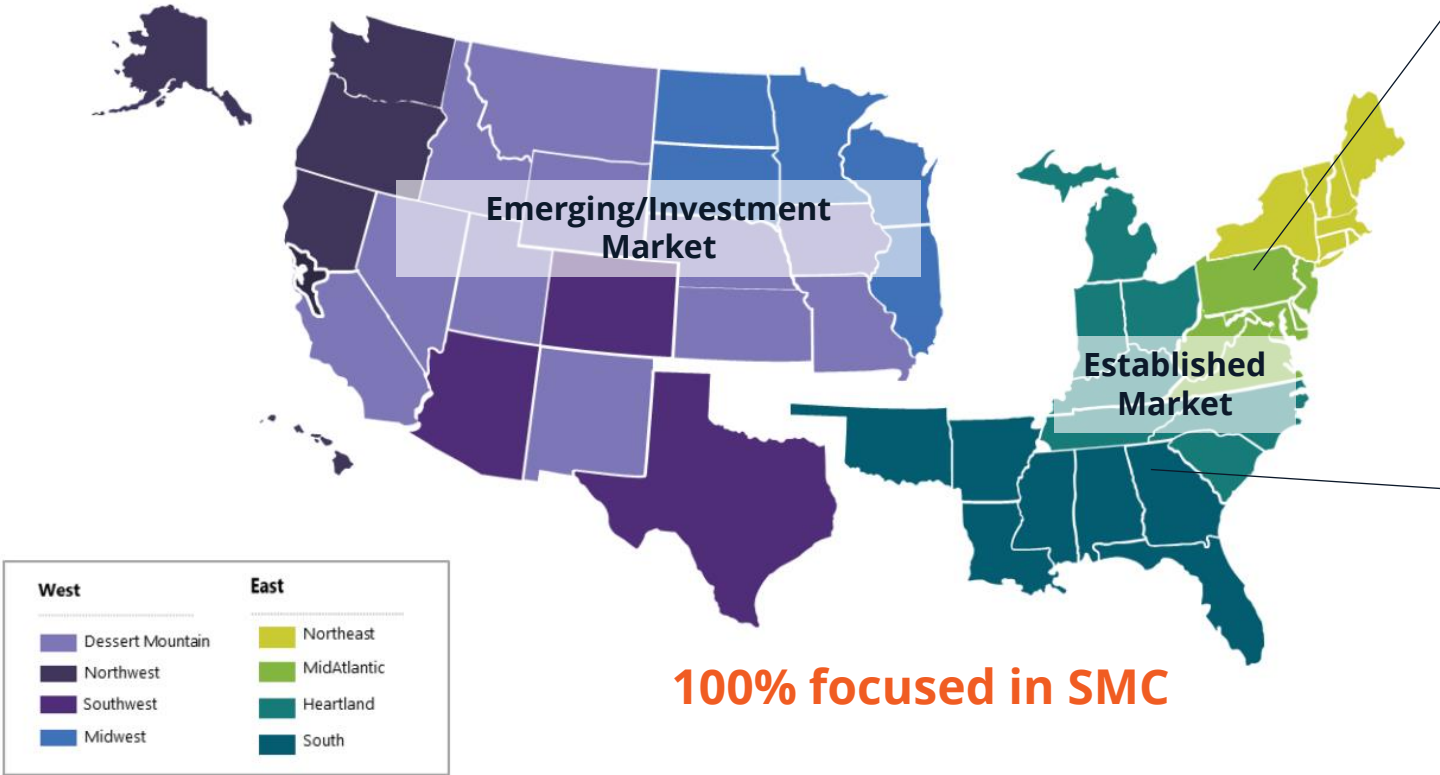 Emerging/Investment
Market
Established
Market
100% focused in SMC
West
Dessert Mountain
Northwest
Southwest
Midwest
East
Northeast
MidAtlantic
Heartland
South